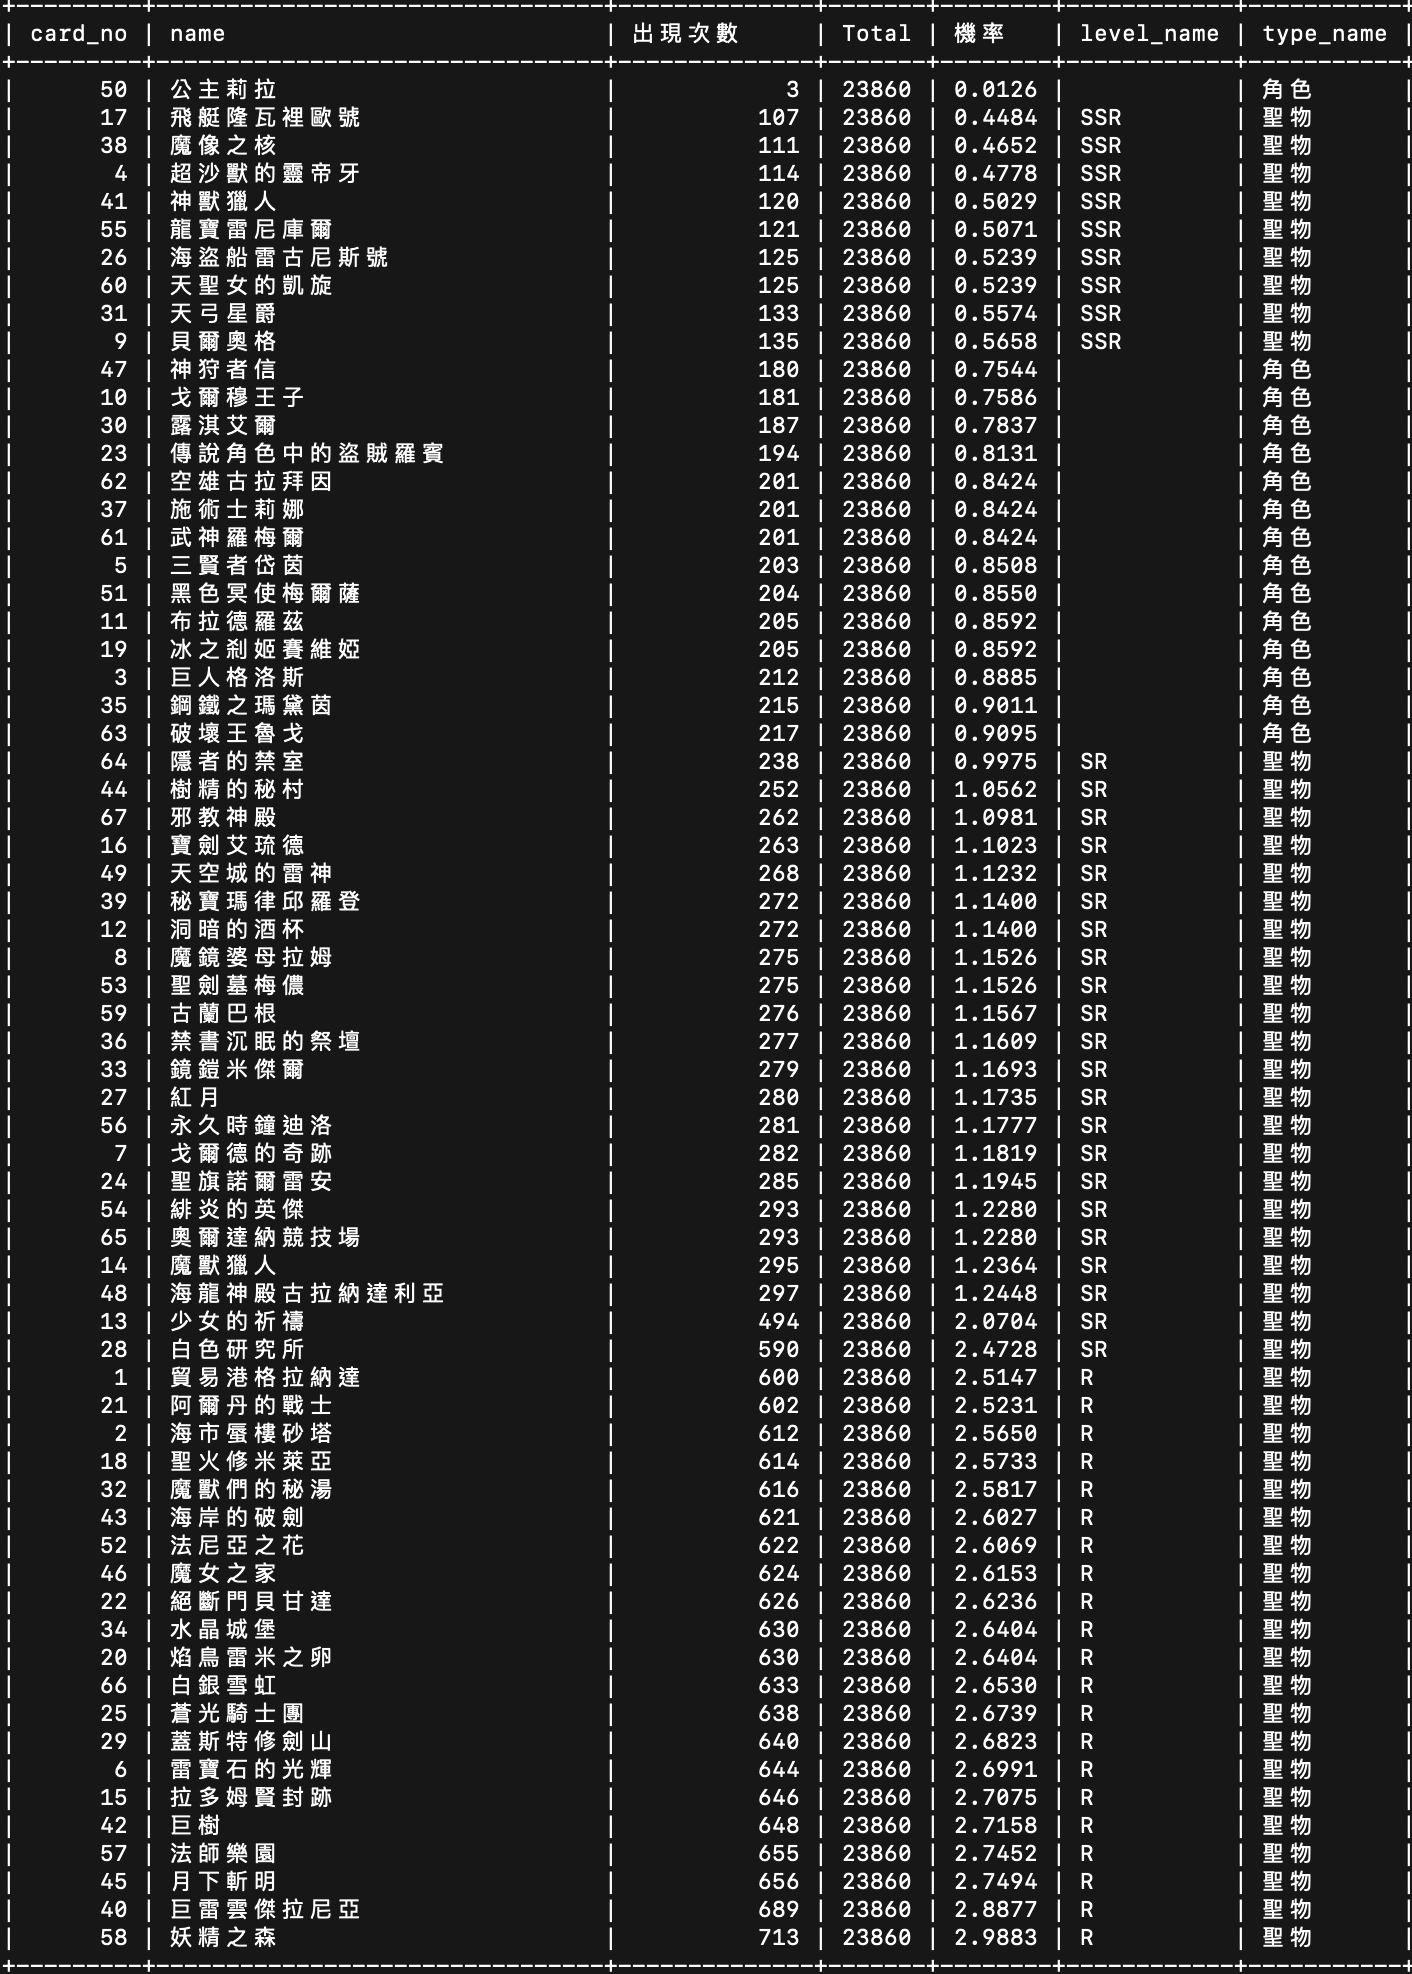 | card_no | name | 出現次數 | Total | 機率 | level_name | type_name |
| 50 | 公主莉拉 | 3 | 23860 | 0.0126 | | 角色 |
| 17 | 飛艇隆瓦裡歐號 | 107 | 23860 | 0.4484 | SSR | 聖物 |
| 38 | 魔像之核 | 111 | 23860 | 0.4652 | SSR | 聖物 |
| 4 | 超沙獸的靈帝牙 | 114 | 23860 | 0.4778 | SSR | 聖物 |
| 41 | 神獸獵人 | 120 | 23860 | 0.5029 | SSR | 聖物 |
| 55 | 龍寶雷尼庫爾 | 121 | 23860 | 0.5071 | SSR | 聖物 |
| 26 | 海盜船雷古尼斯號 | 125 | 23860 | 0.5239 | SSR | 聖物 |
| 60 | 天聖女的凱旋 | 125 | 23860 | 0.5239 | SSR | 聖物 |
| 31 | 天弓星爵 | 133 | 23860 | 0.5574 | SSR | 聖物 |
| 9 | 貝爾奧格 | 135 | 23860 | 0.5658 | SSR | 聖物 |
| 47 | 神狩者信 | 180 | 23860 | 0.7544 | | 角色 |
| 10 | 戈爾穆王子 | 181 | 23860 | 0.7586 | | 角色 |
| 30 | 露淇艾爾 | 187 | 23860 | 0.7837 | | 角色 |
| 23 | 傳說角色中的盜賊羅賓 | 194 | 23860 | 0.8131 | | 角色 |
| 62 | 空雄古拉拜因 | 201 | 23860 | 0.8424 | | 角色 |
| 37 | 施術士莉娜 | 201 | 23860 | 0.8424 | | 角色 |
| 61 | 武神羅梅爾 | 201 | 23860 | 0.8424 | | 角色 |
| 5 | 三賢者岱茵 | 203 | 23860 | 0.8508 | | 角色 |
| 51 | 黑色冥使梅爾薩 | 204 | 23860 | 0.8550 | | 角色 |
| 11 | 布拉德羅茲 | 205 | 23860 | 0.8592 | | 角色 |
| 19 | 冰之剎姬賽維婭 | 205 | 23860 | 0.8592 | | 角色 |
| 3 | 巨人格洛斯 | 212 | 23860 | 0.8885 | | 角色 |
| 35 | 鋼鐵之瑪黛茵 | 215 | 23860 | 0.9011 | | 角色 |
| 63 | 破壞王魯戈 | 217 | 23860 | 0.9095 | | 角色 |
| 64 | 隱者的禁室 | 238 | 23860 | 0.9975 | SR | 聖物 |
| 44 | 樹精的秘村 | 252 | 23860 | 1.0562 | SR | 聖物 |
| 67 | 邪教神殿 | 262 | 23860 | 1.0981 | SR | 聖物 |
| 16 | 寶劍艾琉德 | 263 | 23860 | 1.1023 | SR | 聖物 |
| 49 | 天空城的雷神 | 268 | 23860 | 1.1232 | SR | 聖物 |
| 39 | 秘寶瑪律邱羅登 | 272 | 23860 | 1.1400 | SR | 聖物 |
| 12 | 洞暗的酒杯 | 272 | 23860 | 1.1400 | SR | 聖物 |
| 8 | 魔鏡婆母拉姆 | 275 | 23860 | 1.1526 | SR | 聖物 |
| 53 | 聖劍墓梅儂 | 275 | 23860 | 1.1526 | SR | 聖物 |
| 59 | 古蘭巴根 | 276 | 23860 | 1.1567 | SR | 聖物 |
| 36 | 禁書沉眠的祭壇 | 277 | 23860 | 1.1609 | SR | 聖物 |
| 33 | 鏡鎧米傑爾 | 279 | 23860 | 1.1693 | SR | 聖物 |
| 27 | 紅月 | 280 | 23860 | 1.1735 | SR | 聖物 |
| 56 | 永久時鐘迪洛 | 281 | 23860 | 1.1777 | SR | 聖物 |
| 7 | 戈爾德的奇跡 | 282 | 23860 | 1.1819 | SR | 聖物 |
| 24 | 聖旗諾爾雷安 | 285 | 23860 | 1.1945 | SR | 聖物 |
| 54 | 緋炎的英傑 | 293 | 23860 | 1.2280 | SR | 聖物 |
| 65 | 奧爾達納競技場 | 293 | 23860 | 1.2280 | SR | 聖物 |
| 14 | 魔獸獵人 | 295 | 23860 | 1.2364 | SR | 聖物 |
| 48 | 海龍神殿古拉納達利亞 | 297 | 23860 | 1.2448 | SR | 聖物 |
| 13 | 少女的祈禱 | 494 | 23860 | 2.0704 | SR | 聖物 |
| 28 | 白色研究所 | 590 | 23860 | 2.4728 | SR | 聖物 |
| 1 | 貿易港格拉納達 | 600 | 23860 | 2.5147 | R | 聖物 |
| 21 | 阿爾丹的戰士 | 602 | 23860 | 2.5231 | R | 聖物 |
| 2 | 海市蜃樓砂塔 | 612 | 23860 | 2.5650 | R | 聖物 |
| 18 | 聖火修米萊亞 | 614 | 23860 | 2.5733 | R | 聖物 |
| 32 | 魔獸們的秘湯 | 616 | 23860 | 2.5817 | R | 聖物 |
| 43 | 海岸的破劍 | 621 | 23860 | 2.6027 | R | 聖物 |
| 52 | 法尼亞之花 | 622 | 23860 | 2.6069 | R | 聖物 |
| 46 | 魔女之家 | 624 | 23860 | 2.6153 | R | 聖物 |
| 22 | 絕斷門貝甘達 | 626 | 23860 | 2.6236 | R | 聖物 |
| 34 | 水晶城堡 | 630 | 23860 | 2.6404 | R | 聖物 |
| 20 | 焰鳥雷米之卵 | 630 | 23860 | 2.6404 | R | 聖物 |
| 66 | 白銀雪虹 | 633 | 23860 | 2.6530 | R | 聖物 |
| 25 | 蒼光騎士團 | 638 | 23860 | 2.6739 | R | 聖物 |
| 29 | 蓋斯特修劍山 | 640 | 23860 | 2.6823 | R | 聖物 |
| 6 | 雷寶石的光輝 | 644 | 23860 | 2.6991 | R | 聖物 |
| 15 | 拉多姆賢封跡 | 646 | 23860 | 2.7075 | R | 聖物 |
| 42 | 巨樹 | 648 | 23860 | 2.7158 | R | 聖物 |
| 57 | 法師樂園 | 655 | 23860 | 2.7452 | R | 聖物 |
| 45 | 月下斬明 | 656 | 23860 | 2.7494 | R | 聖物 |
| 40 | 巨雷雲傑拉尼亞 | 689 | 23860 | 2.8877 | R | 聖物 |
| 58 | 妖精之森 | 713 | 23860 | 2.9883 | R | 聖物 |